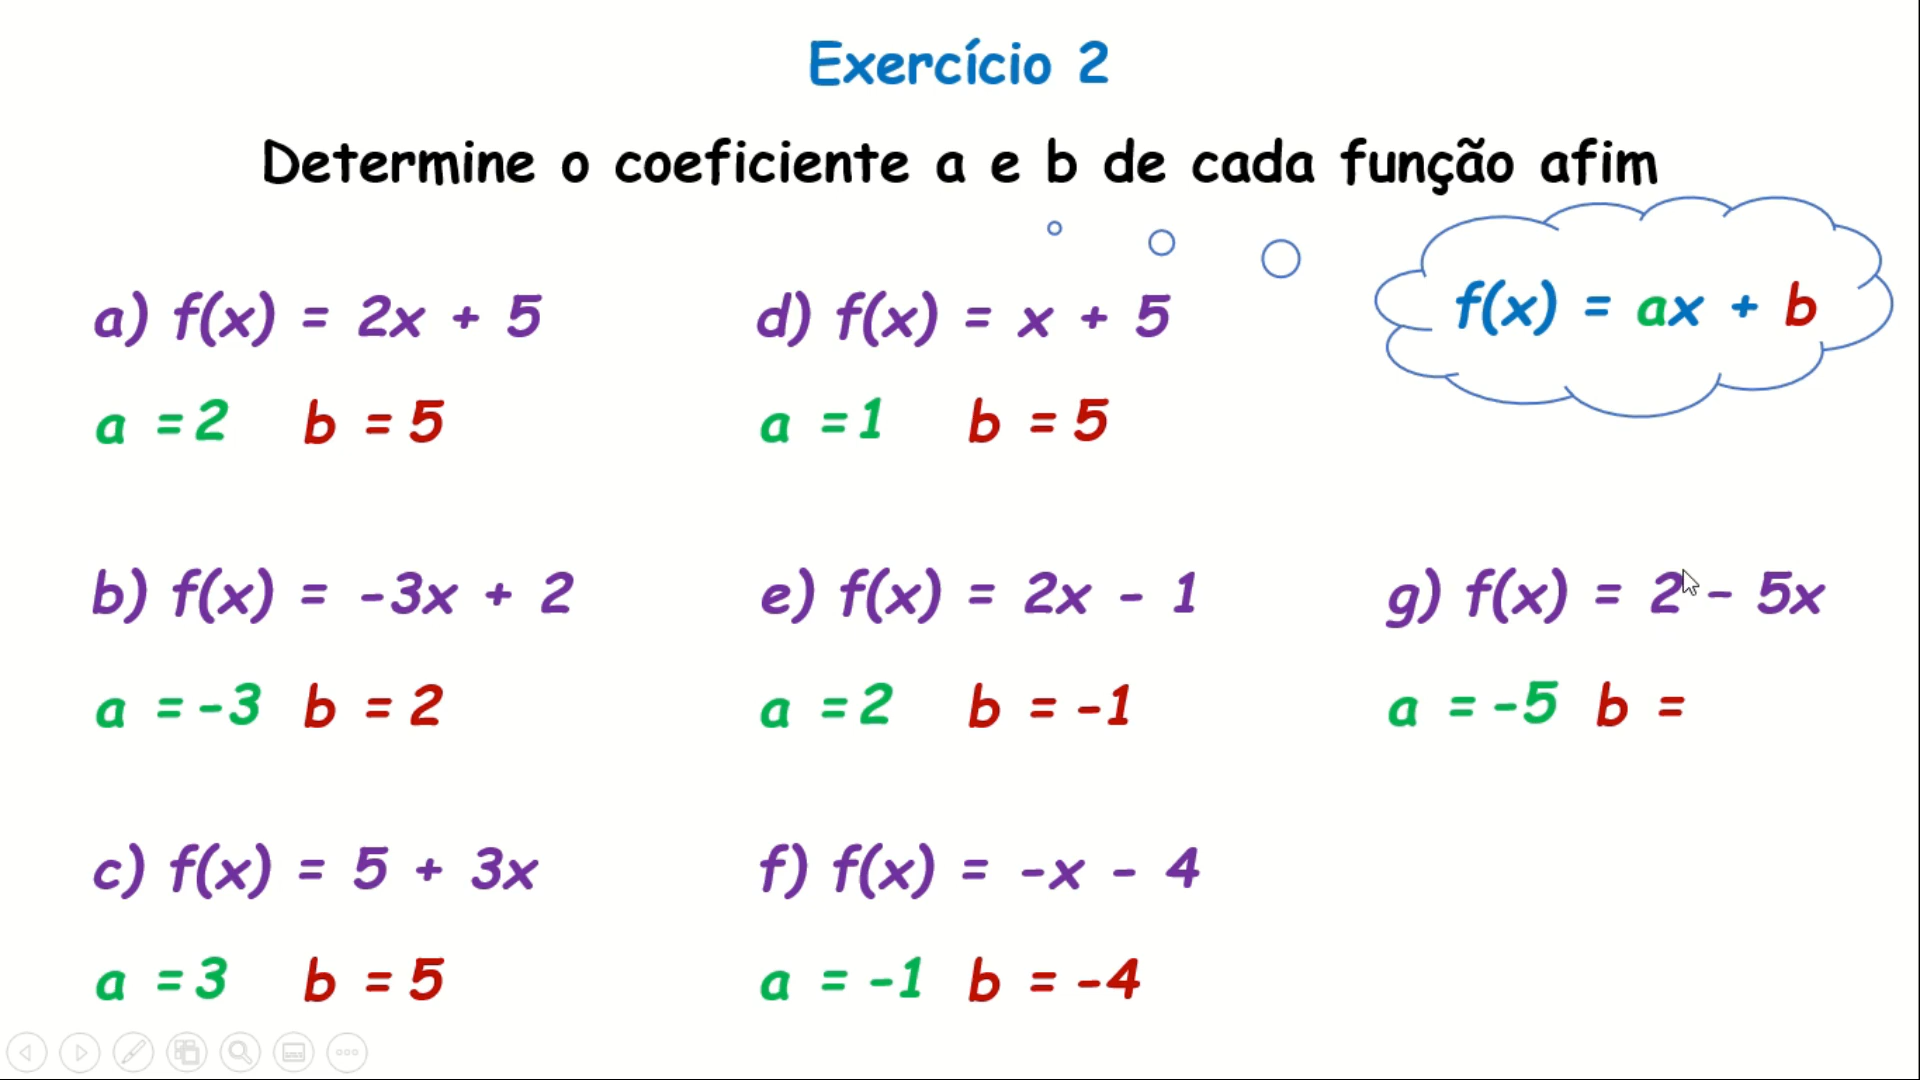 Exercício 2
Determine o coeficiente a e b de cada função afim
f(x) = ax + b
a) f(x) = 2x + 5
a = 2 b = 5
b) f(x) = -3x + 2
a = -3 b = 2
c) f(x) = 5 + 3x
a = 3 b = 5
d) f(x) = x + 5
a = 1 b = 5
e) f(x) = 2x - 1
a = 2 b = -1
f) f(x) = -x - 4
a = -1 b = -4
g) f(x) = 2 - 5x
a = -5 b =